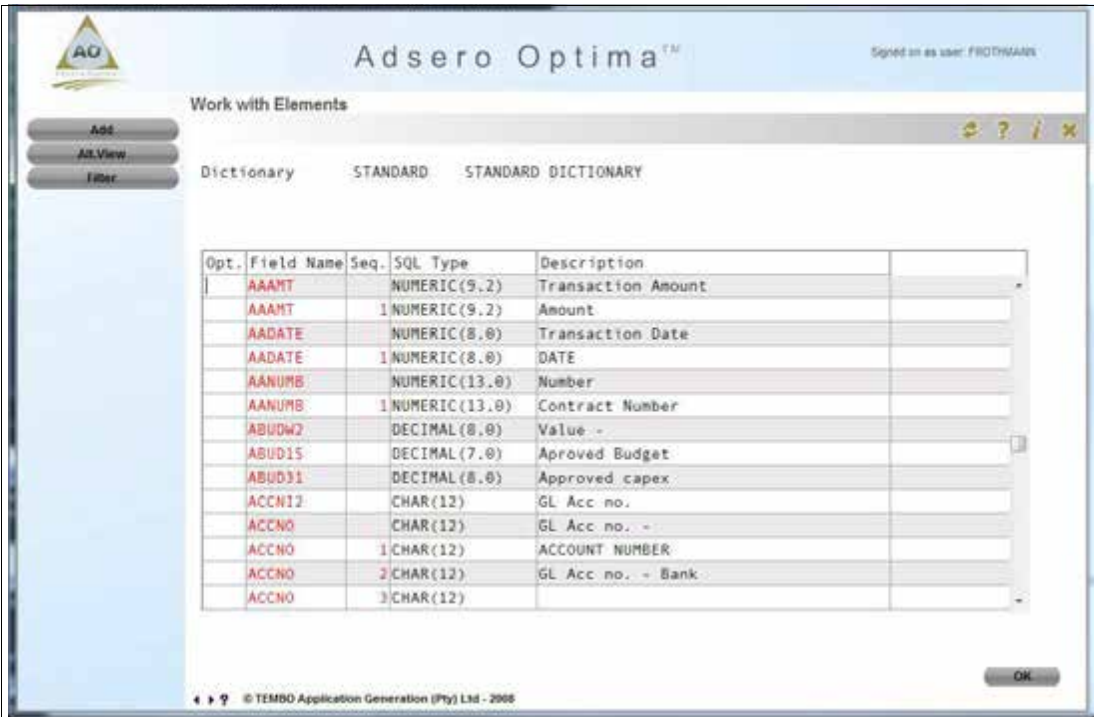 AO
Adsero Optima™
Signed on as user: FROTHMANN
Work with Elements
Add
Alt.View
Filter
Dictionary STANDARD STANDARD DICTIONARY
Opt. Field Name Seq. SQL Type Description
AAAMT NUMERIC(9.2) Transaction Amount
AAAMT 1 NUMERIC(9.2) Amount
AADATE NUMERIC(8.0) Transaction Date
AADATE 1 NUMERIC(8.0) DATE
AANUMB NUMERIC(13.0) Number
AANUMB 1 NUMERIC(13.0) Contract Number
ABUDW2 DECIMAL(8.0) Value -
ABUD15 DECIMAL(7.0) Aproved Budget
ABUD31 DECIMAL(8.0) Approved capex
ACCNI2 CHAR(12) GL Acc no.
ACCNO CHAR(12) GL Acc no. -
ACCNO 1 CHAR(12) ACCOUNT NUMBER
ACCNO 2 CHAR(12) GL Acc no. - Bank
ACCNO 3 CHAR(12)
OK
© TEMBO Application Generation (Pty) Ltd - 2008